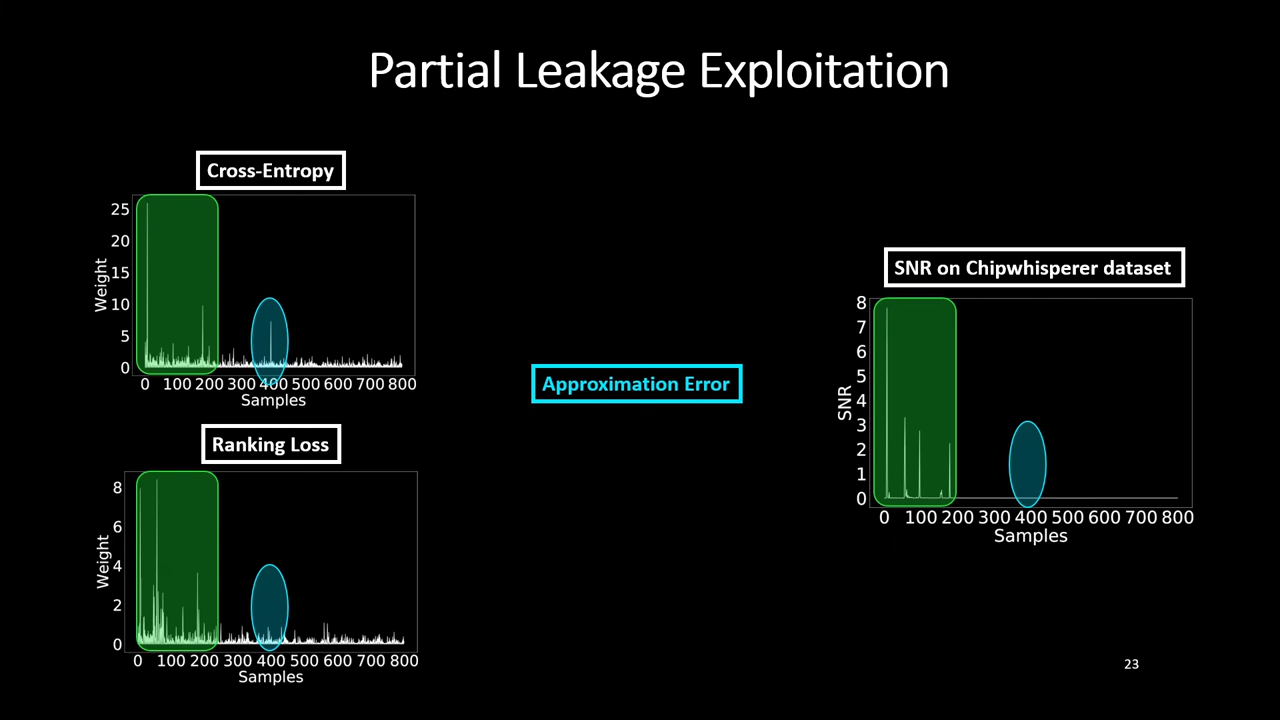 Partial Leakage Exploitation
Cross-Entropy
25
20
15
10
5
0
Weight
0 100 200 300 400 500 600 700 800
Samples
Ranking Loss
8
6
4
2
0
Weight
0 100 200 300 400 500 600 700 800
Samples
Approximation Error
SNR on Chipwhisperer dataset
8
7
6
5
4
3
2
1
0
SNR
0 100 200 300 400 500 600 700 800
Samples
23